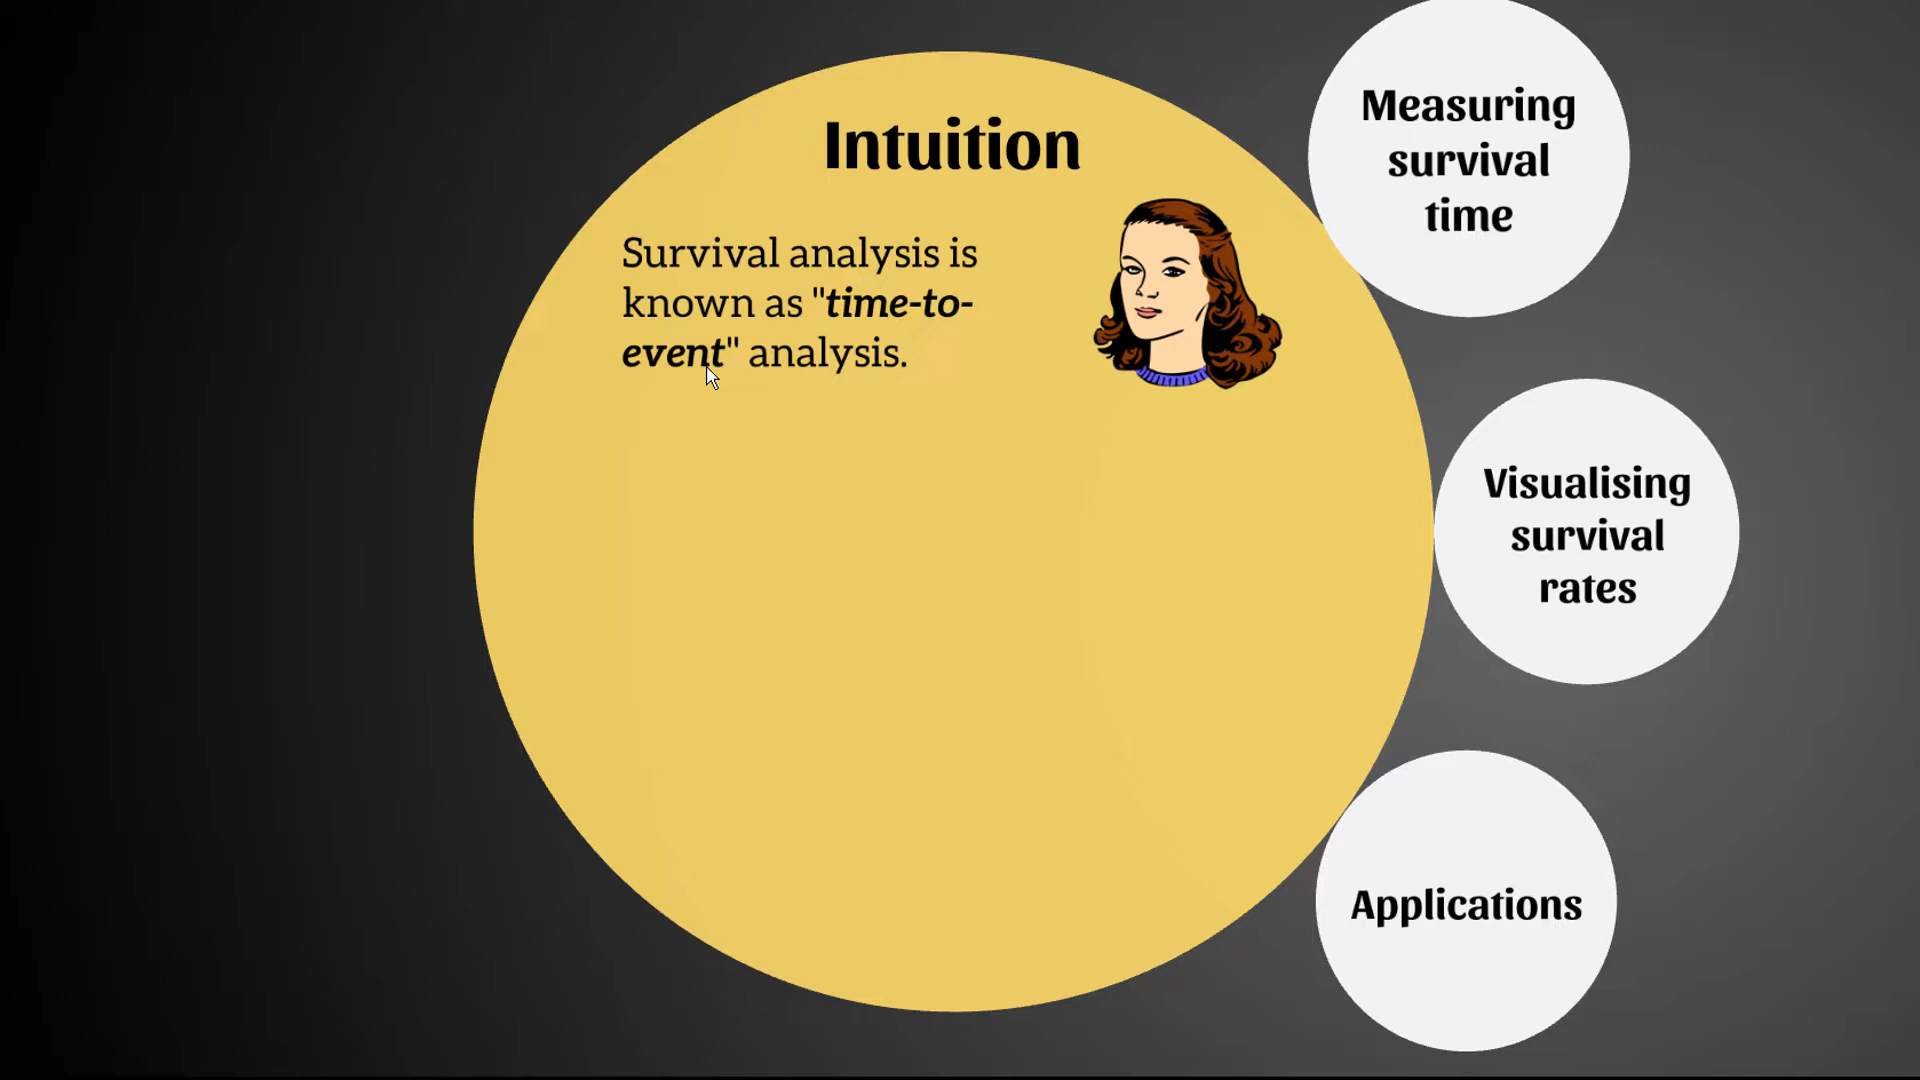 Intuition
Survival analysis is
known as "time-to-
event" analysis.
Measuring
survival
time
Visualising
survival
rates
Applications